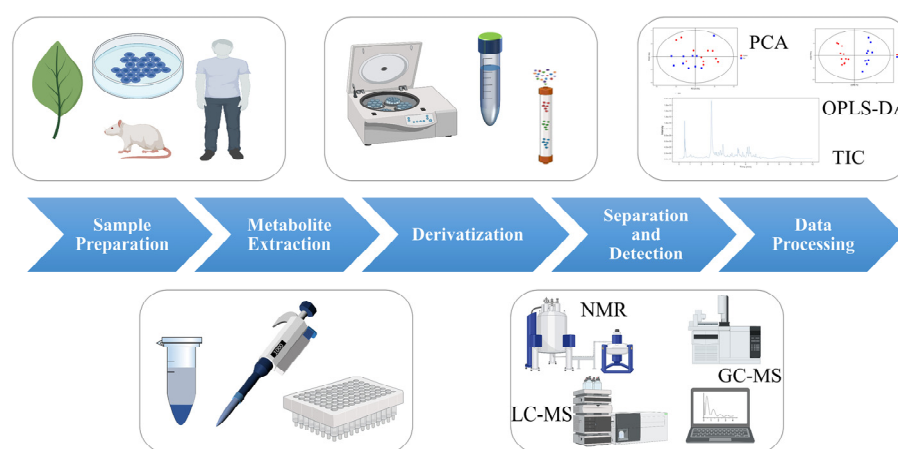 PCA
OPLS-DA
TIC
Sample
Preparation
Metabolite
Extraction
Derivatization
Separation
and
Detection
Data
Processing
1000
NMR
GC-MS
LC-MS